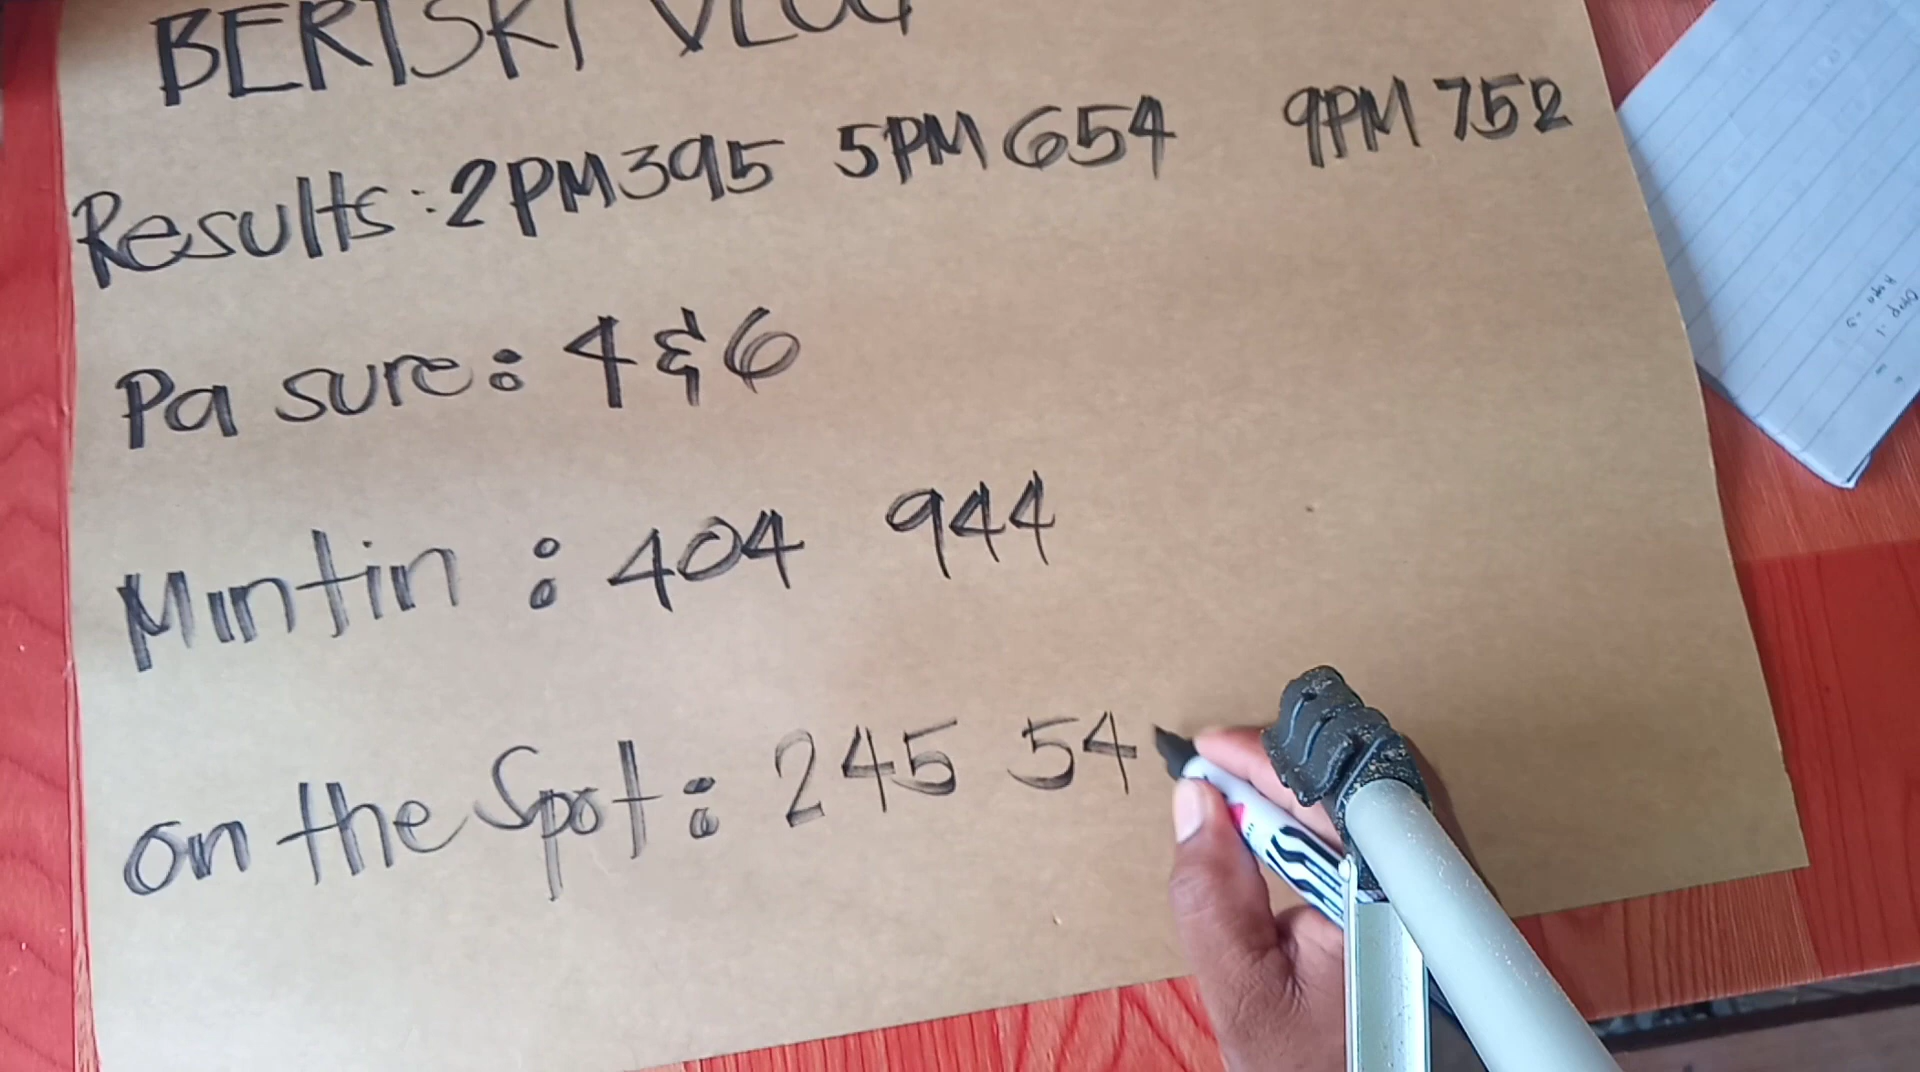 BERTSKI VLOG
Results: 2PM 395 5PM 654 9PM 752
Pa sure: 4 & 6
Mintin: 404 944
on the Spot: 245 54